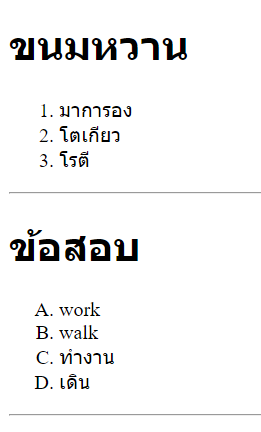 ขนมหวาน
1. มาการอง
2. โตเกียว
3. โรตี
ข้อสอบ
A. work
B. walk
C. ทำงาน
D. เดิน